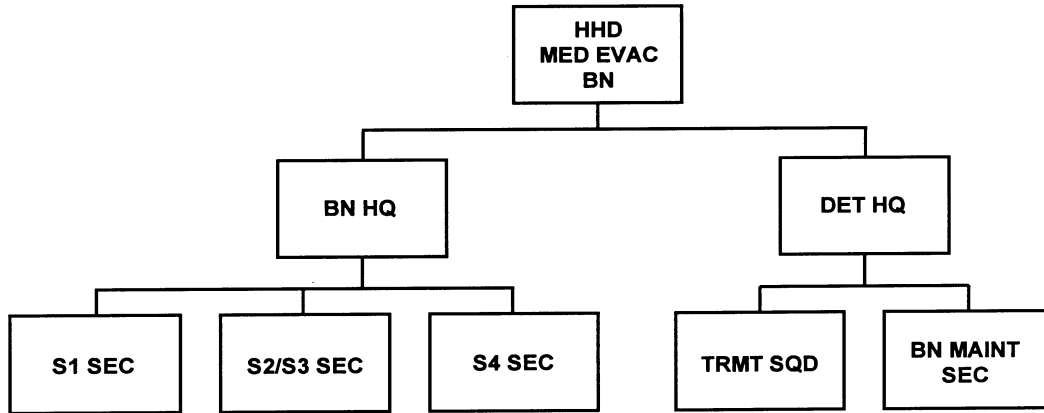 HHD
MED EVAC
BN
BN HQ
DET HQ
S1 SEC
S2/S3 SEC
S4 SEC
TRMT SQD
BN MAINT
SEC